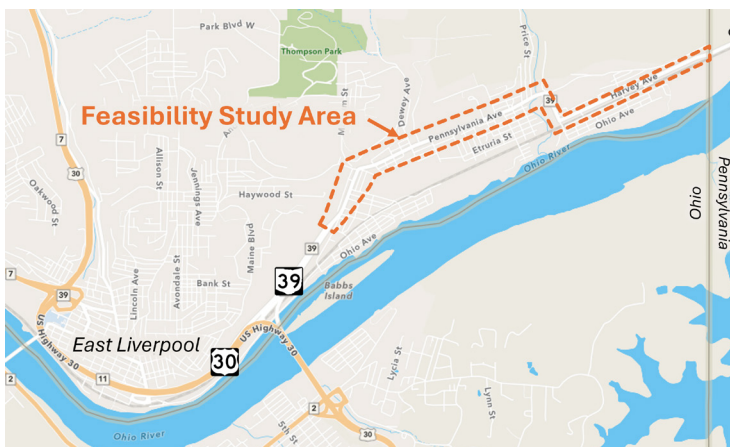 Park Blvd W
Thompson Park
Price St
Dewey Ave
39
Harvey Ave
Feasibility Study Area
Pennsylvania Ave
Ohio Ave
7
Etruria St
30
Allison St
Jennings Ave
Ohio River
Oakwood St
Haywood St
Ohio
Pennsylvania
Maine Blvd
39
Ohio Ave
7
Bank St
39
39
Lincoln Ave
Avondale St
Babbs
Island
US Highway 30
East Liverpool
US Highway 30
30
2
11
Lycia St
Lynn St
2
Ohio River
5th St
30